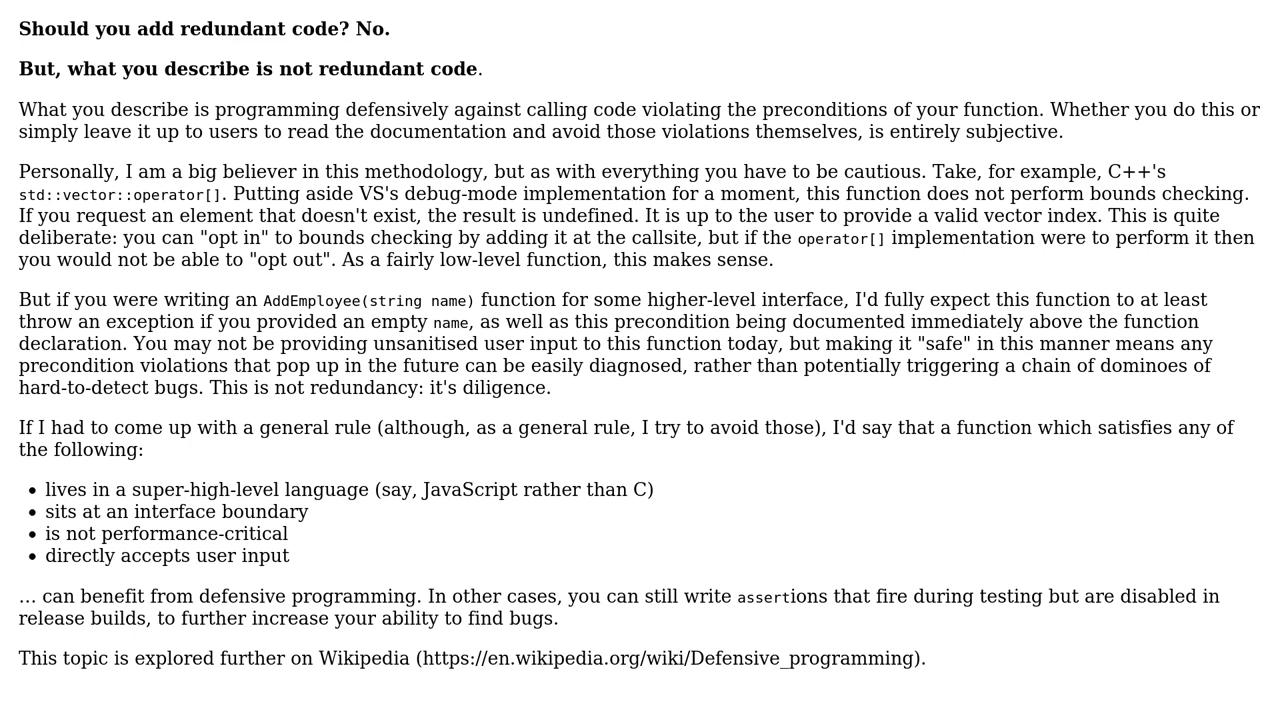 Should you add redundant code? No.
But, what you describe is not redundant code.
What you describe is programming defensively against calling code violating the preconditions of your function. Whether you do this or
simply leave it up to users to read the documentation and avoid those violations themselves, is entirely subjective.
Personally, I am a big believer in this methodology, but as with everything you have to be cautious. Take, for example, C++'s
std::vector::operator[]. Putting aside VS's debug-mode implementation for a moment, this function does not perform bounds checking.
If you request an element that doesn't exist, the result is undefined. It is up to the user to provide a valid vector index. This is quite
deliberate: you can "opt in" to bounds checking by adding it at the callsite, but if the operator[] implementation were to perform it then
you would not be able to "opt out". As a fairly low-level function, this makes sense.
But if you were writing an AddEmployee(string name) function for some higher-level interface, I'd fully expect this function to at least
throw an exception if you provided an empty name, as well as this precondition being documented immediately above the function
declaration. You may not be providing unsanitised user input to this function today, but making it "safe" in this manner means any
precondition violations that pop up in the future can be easily diagnosed, rather than potentially triggering a chain of dominoes of
hard-to-detect bugs. This is not redundancy: it's diligence.
If I had to come up with a general rule (although, as a general rule, I try to avoid those), I'd say that a function which satisfies any of
the following:
• lives in a super-high-level language (say, JavaScript rather than C)
• sits at an interface boundary
• is not performance-critical
• directly accepts user input
… can benefit from defensive programming. In other cases, you can still write assertions that fire during testing but are disabled in
release builds, to further increase your ability to find bugs.
This topic is explored further on Wikipedia (https://en.wikipedia.org/wiki/Defensive_programming).